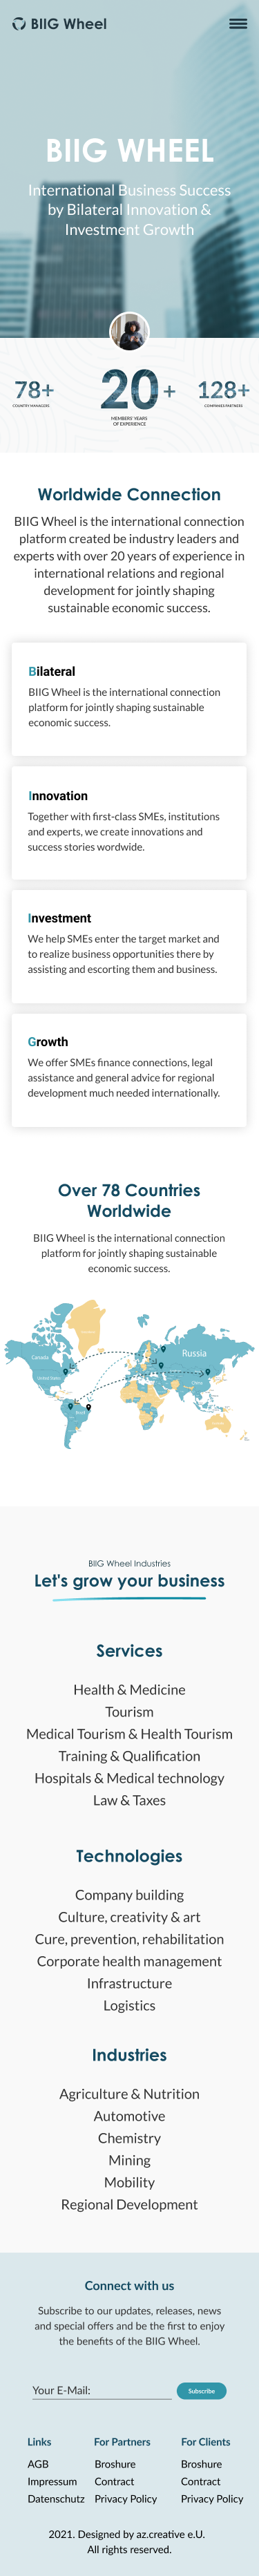 BIIG Wheel
BIIG WHEEL
International Business Success
by Bilateral Innovation &
Investment Growth
78+
COUNTRY MANAGERS
20+
MEMBERS' YEARS
OF EXPERIENCE
128+
COMPANIES PARTNERS
Worldwide Connection
BIIG Wheel is the international connection
platform created be industry leaders and
experts with over 20 years of experience in
international relations and regional
development for jointly shaping
sustainable economic success.
Bilateral
BIIG Wheel is the international connection
platform for jointly shaping sustainable
economic success.
Innovation
Together with first-class SMEs, institutions
and experts, we create innovations and
success stories wordwide.
Investment
We help SMEs enter the target market and
to realize business opportunities there by
assisting and escorting them and business.
Growth
We offer SMEs finance connections, legal
assistance and general advice for regional
development much needed internationally.
Over 78 Countries
Worldwide
BIIG Wheel is the international connection
platform for jointly shaping sustainable
economic success.
Canada
Russia
United States
China
Brazil
BIIG Wheel Industries
Let's grow your business
Services
Health & Medicine
Tourism
Medical Tourism & Health Tourism
Training & Qualification
Hospitals & Medical technology
Law & Taxes
Technologies
Company building
Culture, creativity & art
Cure, prevention, rehabilitation
Corporate health management
Infrastructure
Logistics
Industries
Agriculture & Nutrition
Automotive
Chemistry
Mining
Mobility
Regional Development
Connect with us
Subscribe to our updates, releases, news
and special offers and be the first to enjoy
the benefits of the BIIG Wheel.
Your E-Mail:
Subscribe
Links For Partners For Clients
AGB Broshure Broshure
Impressum Contract Contract
Datenschutz Privacy Policy Privacy Policy
2021. Designed by az.creative e.U.
All rights reserved.